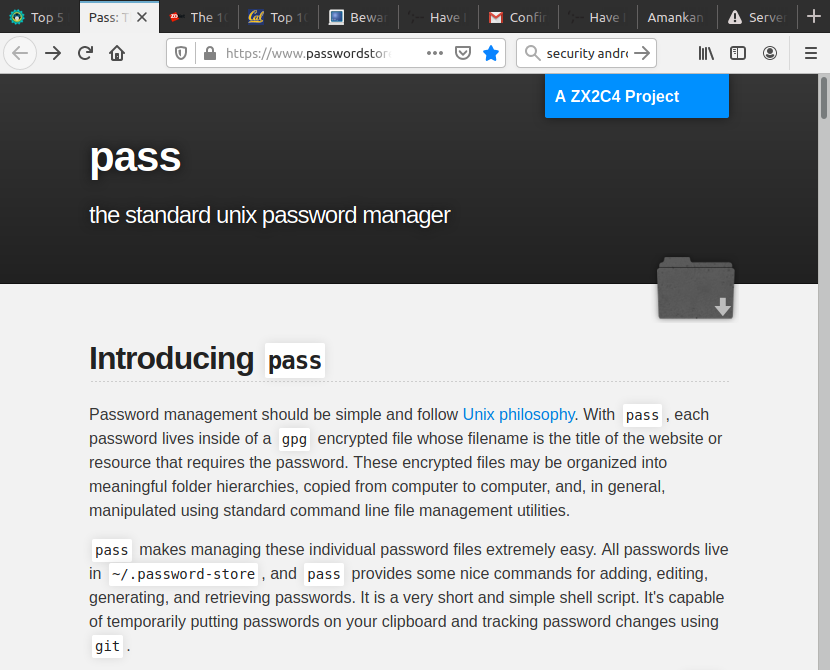 Top 5 Pass: T The 10 Top 10 Bewar Have Confir Have Amankan Server
https://www.passwordstor security andro
A ZX2C4 Project
pass
the standard unix password manager
Introducing pass
Password management should be simple and follow Unix philosophy. With pass, each
password lives inside of a gpg encrypted file whose filename is the title of the website or
resource that requires the password. These encrypted files may be organized into
meaningful folder hierarchies, copied from computer to computer, and, in general,
manipulated using standard command line file management utilities.
pass makes managing these individual password files extremely easy. All passwords live
in ~/.password-store, and pass provides some nice commands for adding, editing,
generating, and retrieving passwords. It is a very short and simple shell script. It's capable
of temporarily putting passwords on your clipboard and tracking password changes using
git.